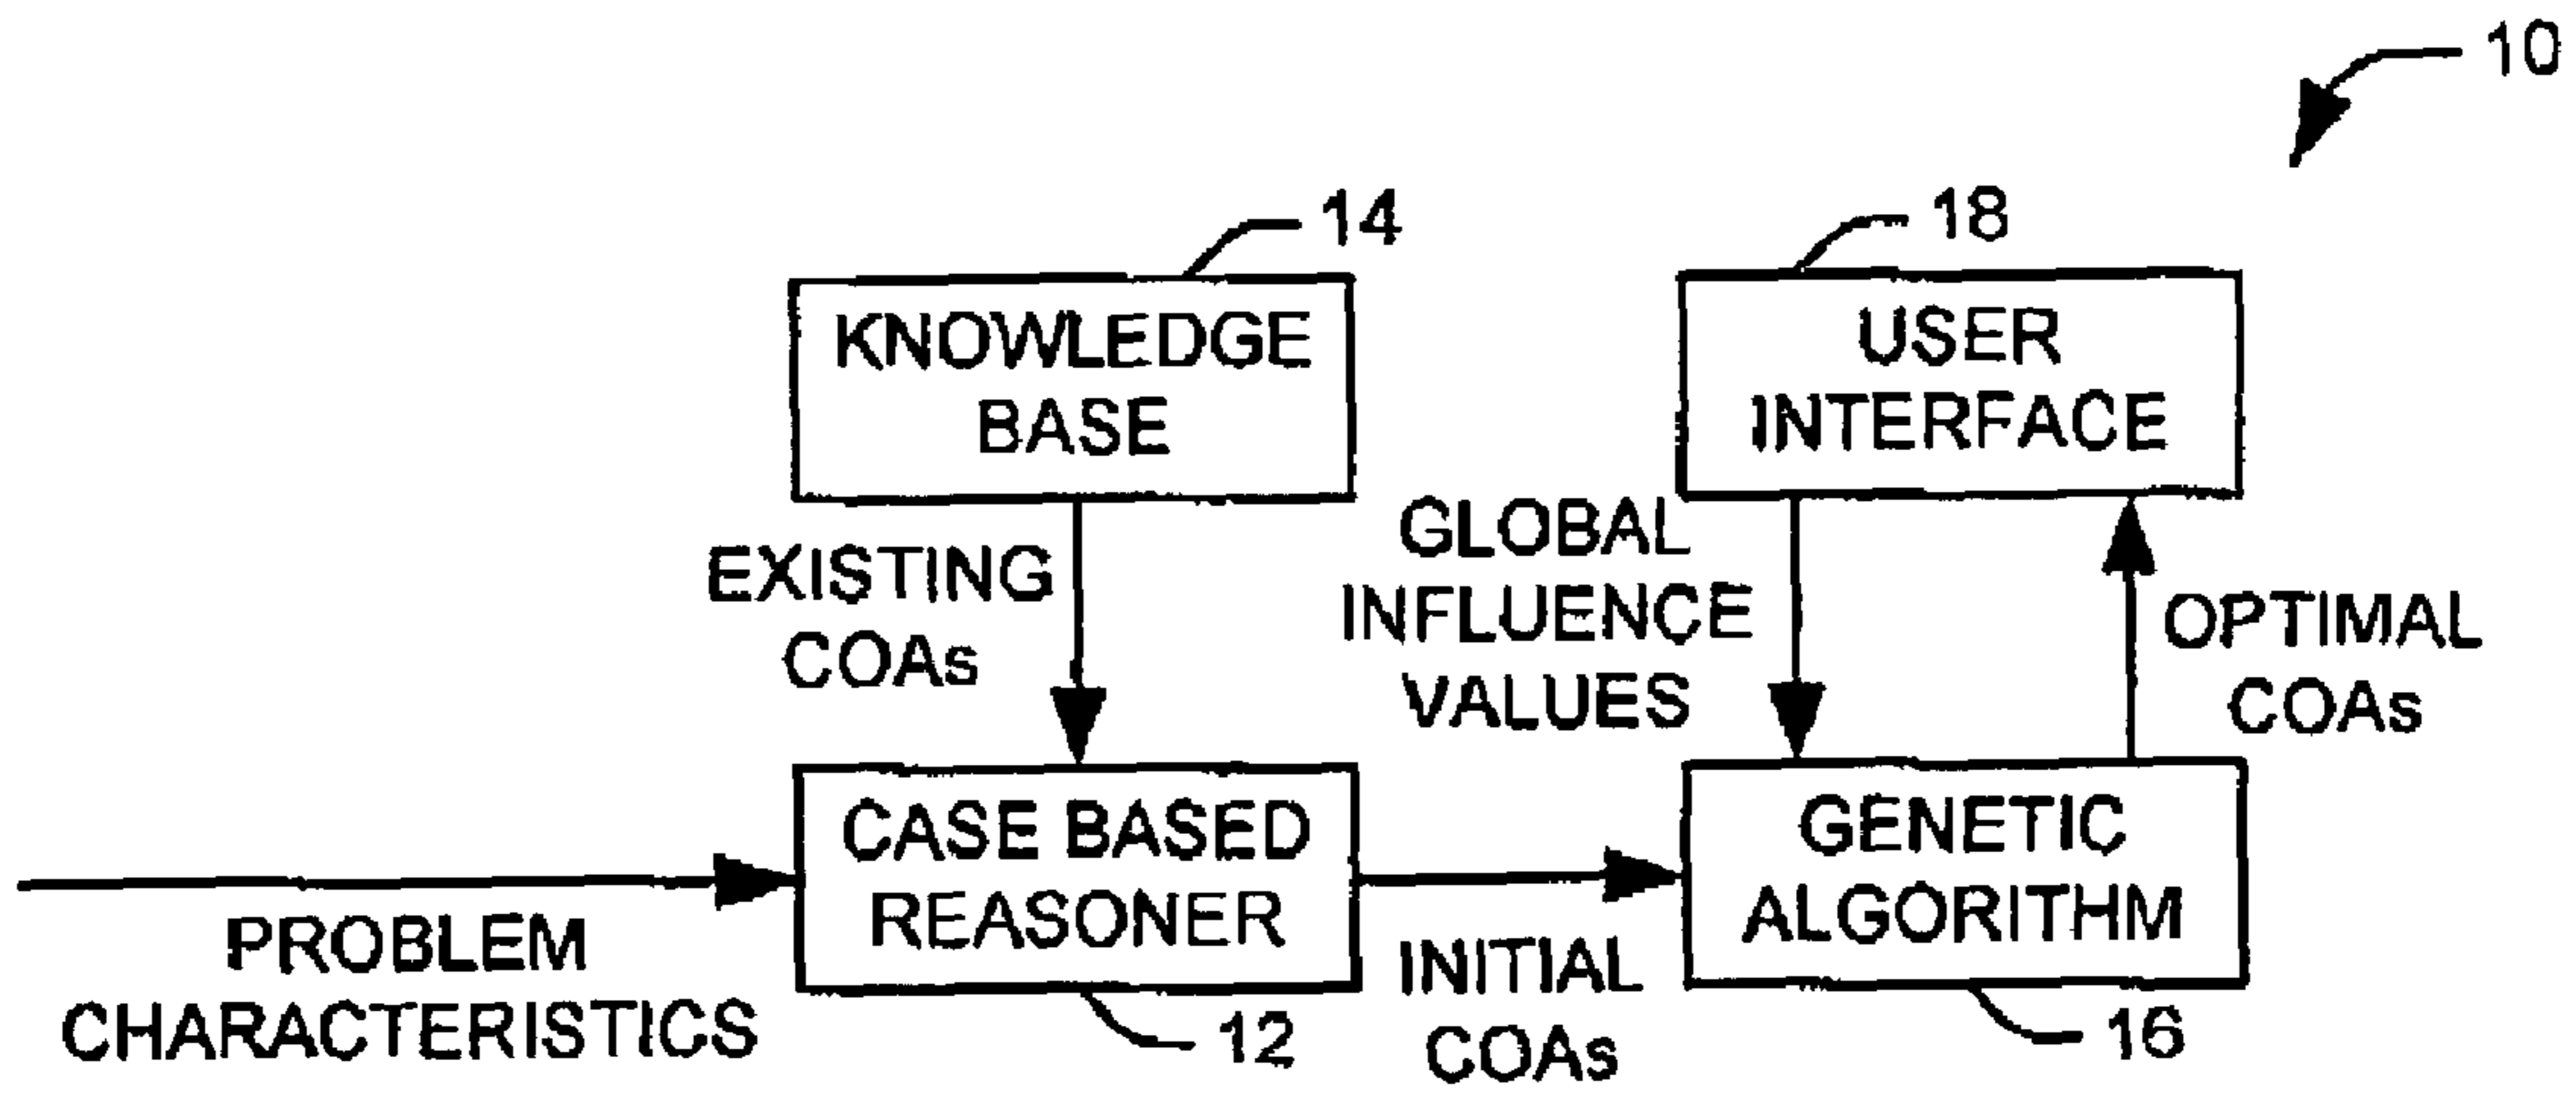 10
14
18
KNOWLEDGE
BASE
USER
INTERFACE
EXISTING
COAs
GLOBAL
INFLUENCE
VALUES
OPTIMAL
COAs
CASE BASED
REASONER
GENETIC
ALGORITHM
PROBLEM
CHARACTERISTICS
INITIAL
COAs
12
16